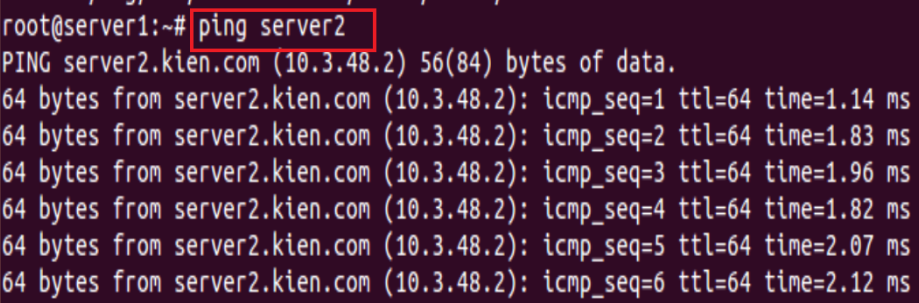 root@server1:~# ping server2
PING server2.kien.com (10.3.48.2) 56(84) bytes of data.
64 bytes from server2.kien.com (10.3.48.2): icmp_seq=1 ttl=64 time=1.14 ms
64 bytes from server2.kien.com (10.3.48.2): icmp_seq=2 ttl=64 time=1.83 ms
64 bytes from server2.kien.com (10.3.48.2): icmp_seq=3 ttl=64 time=1.96 ms
64 bytes from server2.kien.com (10.3.48.2): icmp_seq=4 ttl=64 time=1.82 ms
64 bytes from server2.kien.com (10.3.48.2): icmp_seq=5 ttl=64 time=2.07 ms
64 bytes from server2.kien.com (10.3.48.2): icmp_seq=6 ttl=64 time=2.12 ms